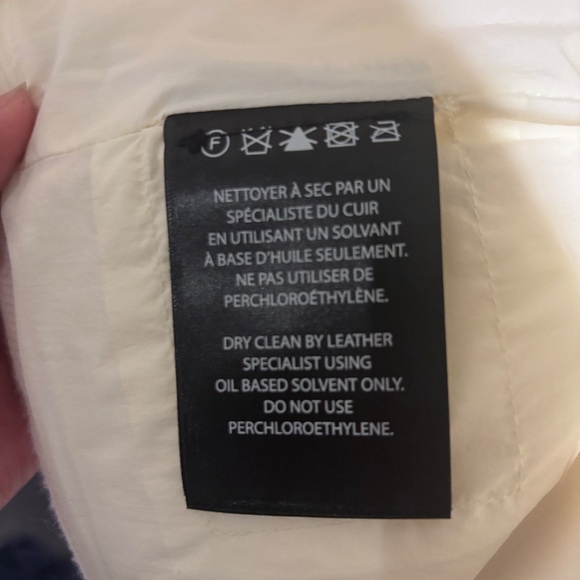 F
NETTOYER À SEC PAR UN
SPÉCIALISTE DU CUIR
EN UTILISANT UN SOLVANT
À BASE D'HUILE SEULEMENT.
NE PAS UTILISER DE
PERCHLOROÉTHYLÈNE.
DRY CLEAN BY LEATHER
SPECIALIST USING
OIL BASED SOLVENT ONLY.
DO NOT USE
PERCHLOROETHYLENE.